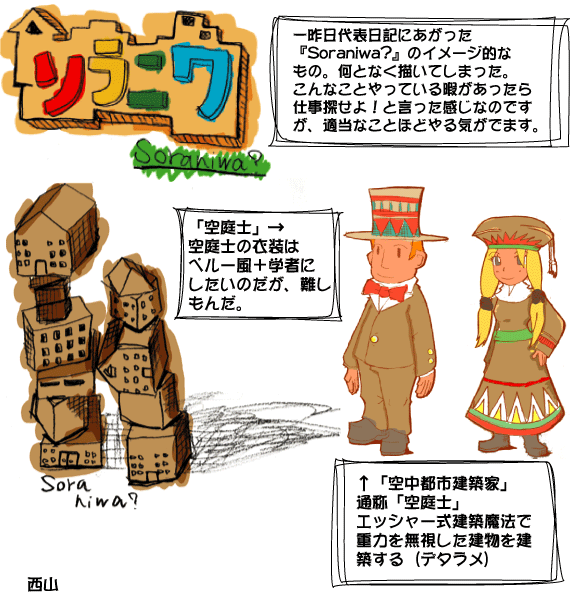 ソラニワ
Soraniwa?
一昨日代表日記にあがった
『Soraniwa?』のイメージ的な
もの。何となく描いてしまった。
こんなことやっている暇があったら
仕事探せよ！と言った感じなのです
が、適当なことほどやる気がでます。
「空庭士」→
空庭士の衣装は
ペルー風＋学者に
したいのだが、難し
もんだ。
Sora
niwa?
↑「空中都市建築家」
通称「空庭士」
エッシャー式建築魔法で
重力を無視した建物を建
築する（デタラメ）
西山